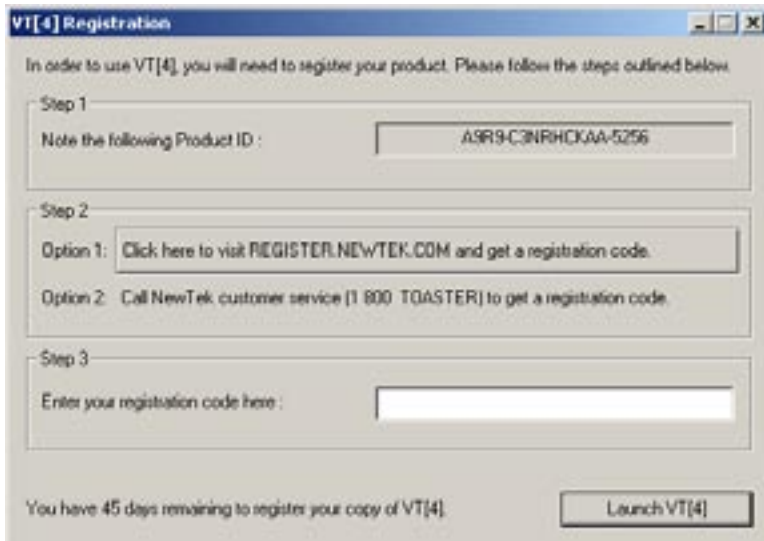 VT[4] Registration
In order to use VT[4], you will need to register your product. Please follow the steps outlined below.
Step 1
Note the following Product ID : A9R9-C3NRHCKAA-5256
Step 2
Option 1: Click here to visit REGISTER.NEWTEK.COM and get a registration code.
Option 2: Call NewTek customer service (1 800 TOASTER) to get a registration code.
Step 3
Enter your registration code here :
You have 45 days remaining to register your copy of VT[4].
Launch VT[4]